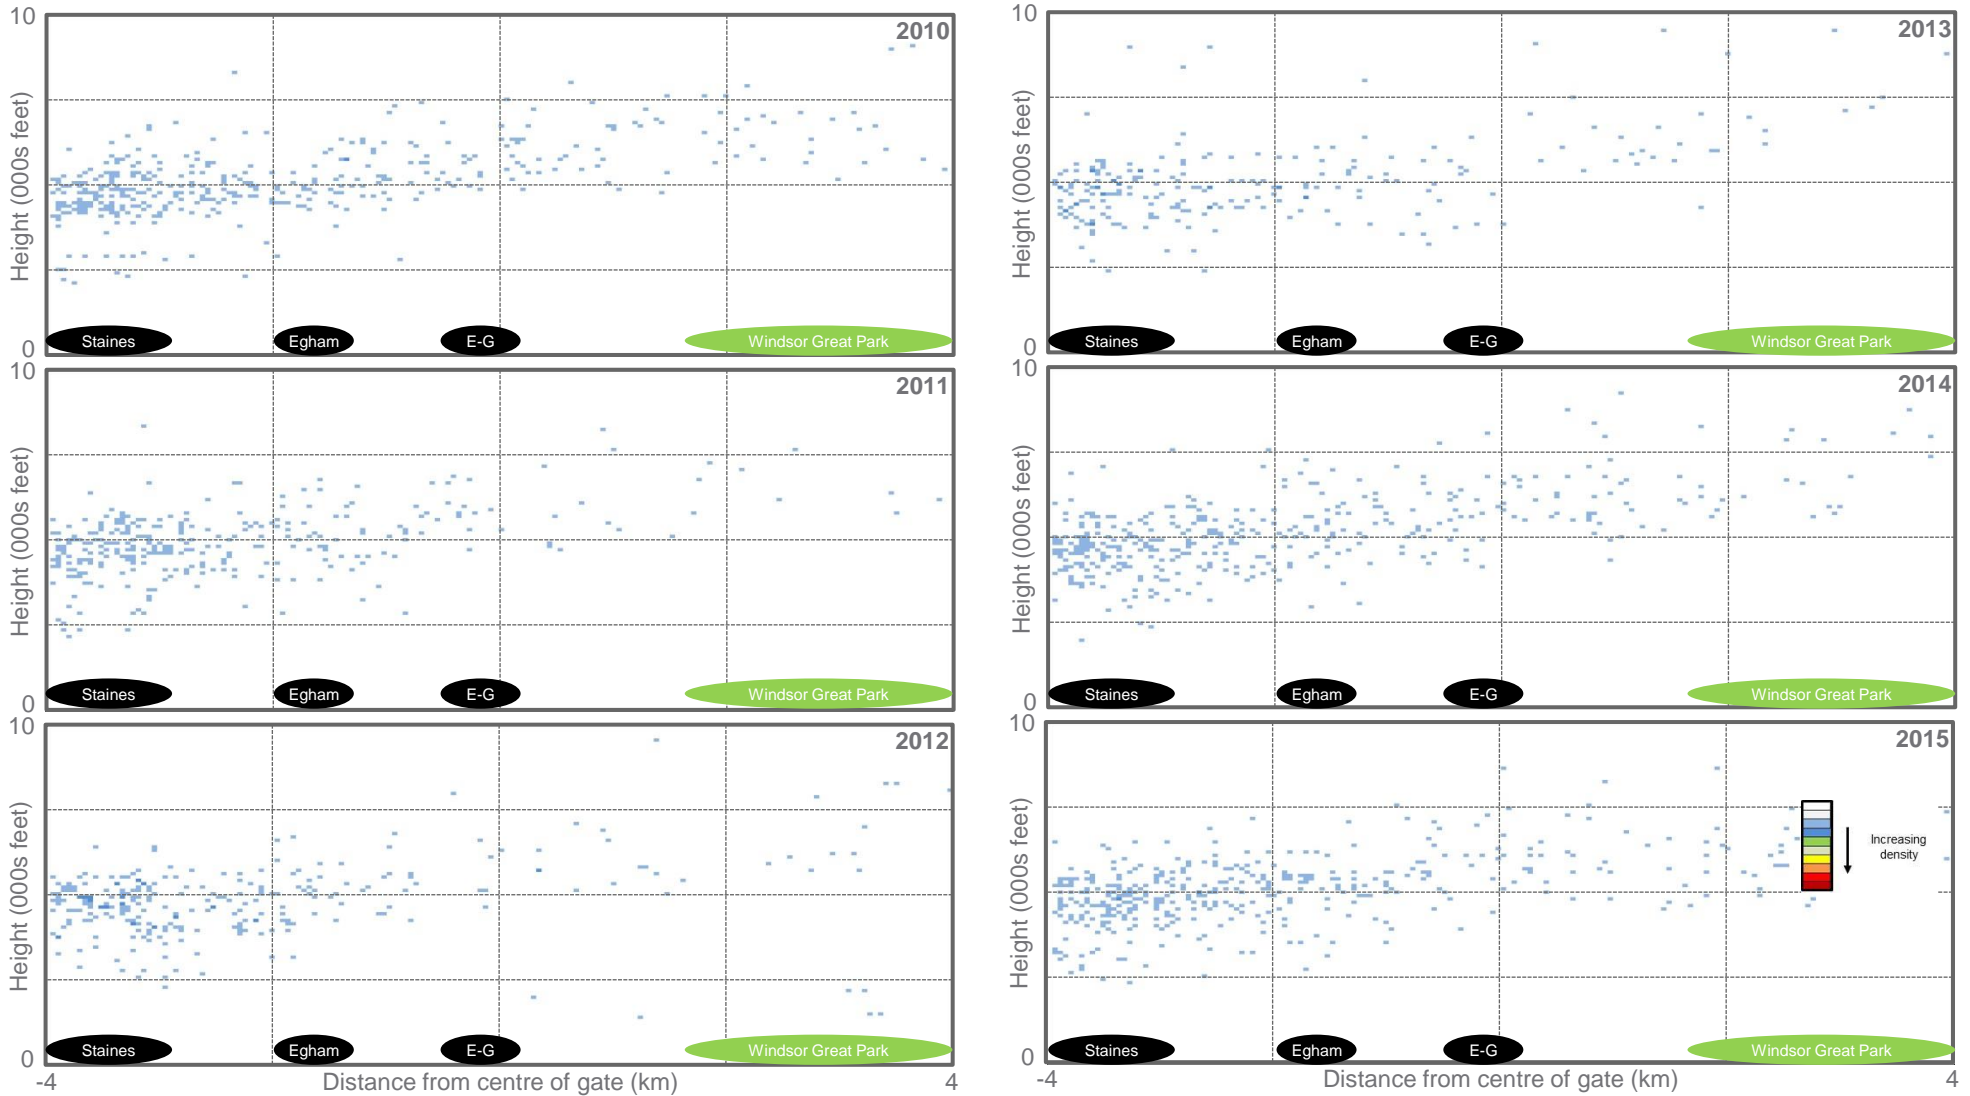 10
2010
Height (000s feet)
0
Staines
Egham
E-G
Windsor Great Park
10
2011
Height (000s feet)
0
Staines
Egham
E-G
Windsor Great Park
10
2012
Height (000s feet)
0
Staines
Egham
E-G
Windsor Great Park
-4
Distance from centre of gate (km)
4
10
2013
Height (000s feet)
0
Staines
Egham
E-G
Windsor Great Park
10
2014
Height (000s feet)
0
Staines
Egham
E-G
Windsor Great Park
10
2015
Height (000s feet)
Increasing
density
0
Staines
Egham
E-G
Windsor Great Park
-4
Distance from centre of gate (km)
4